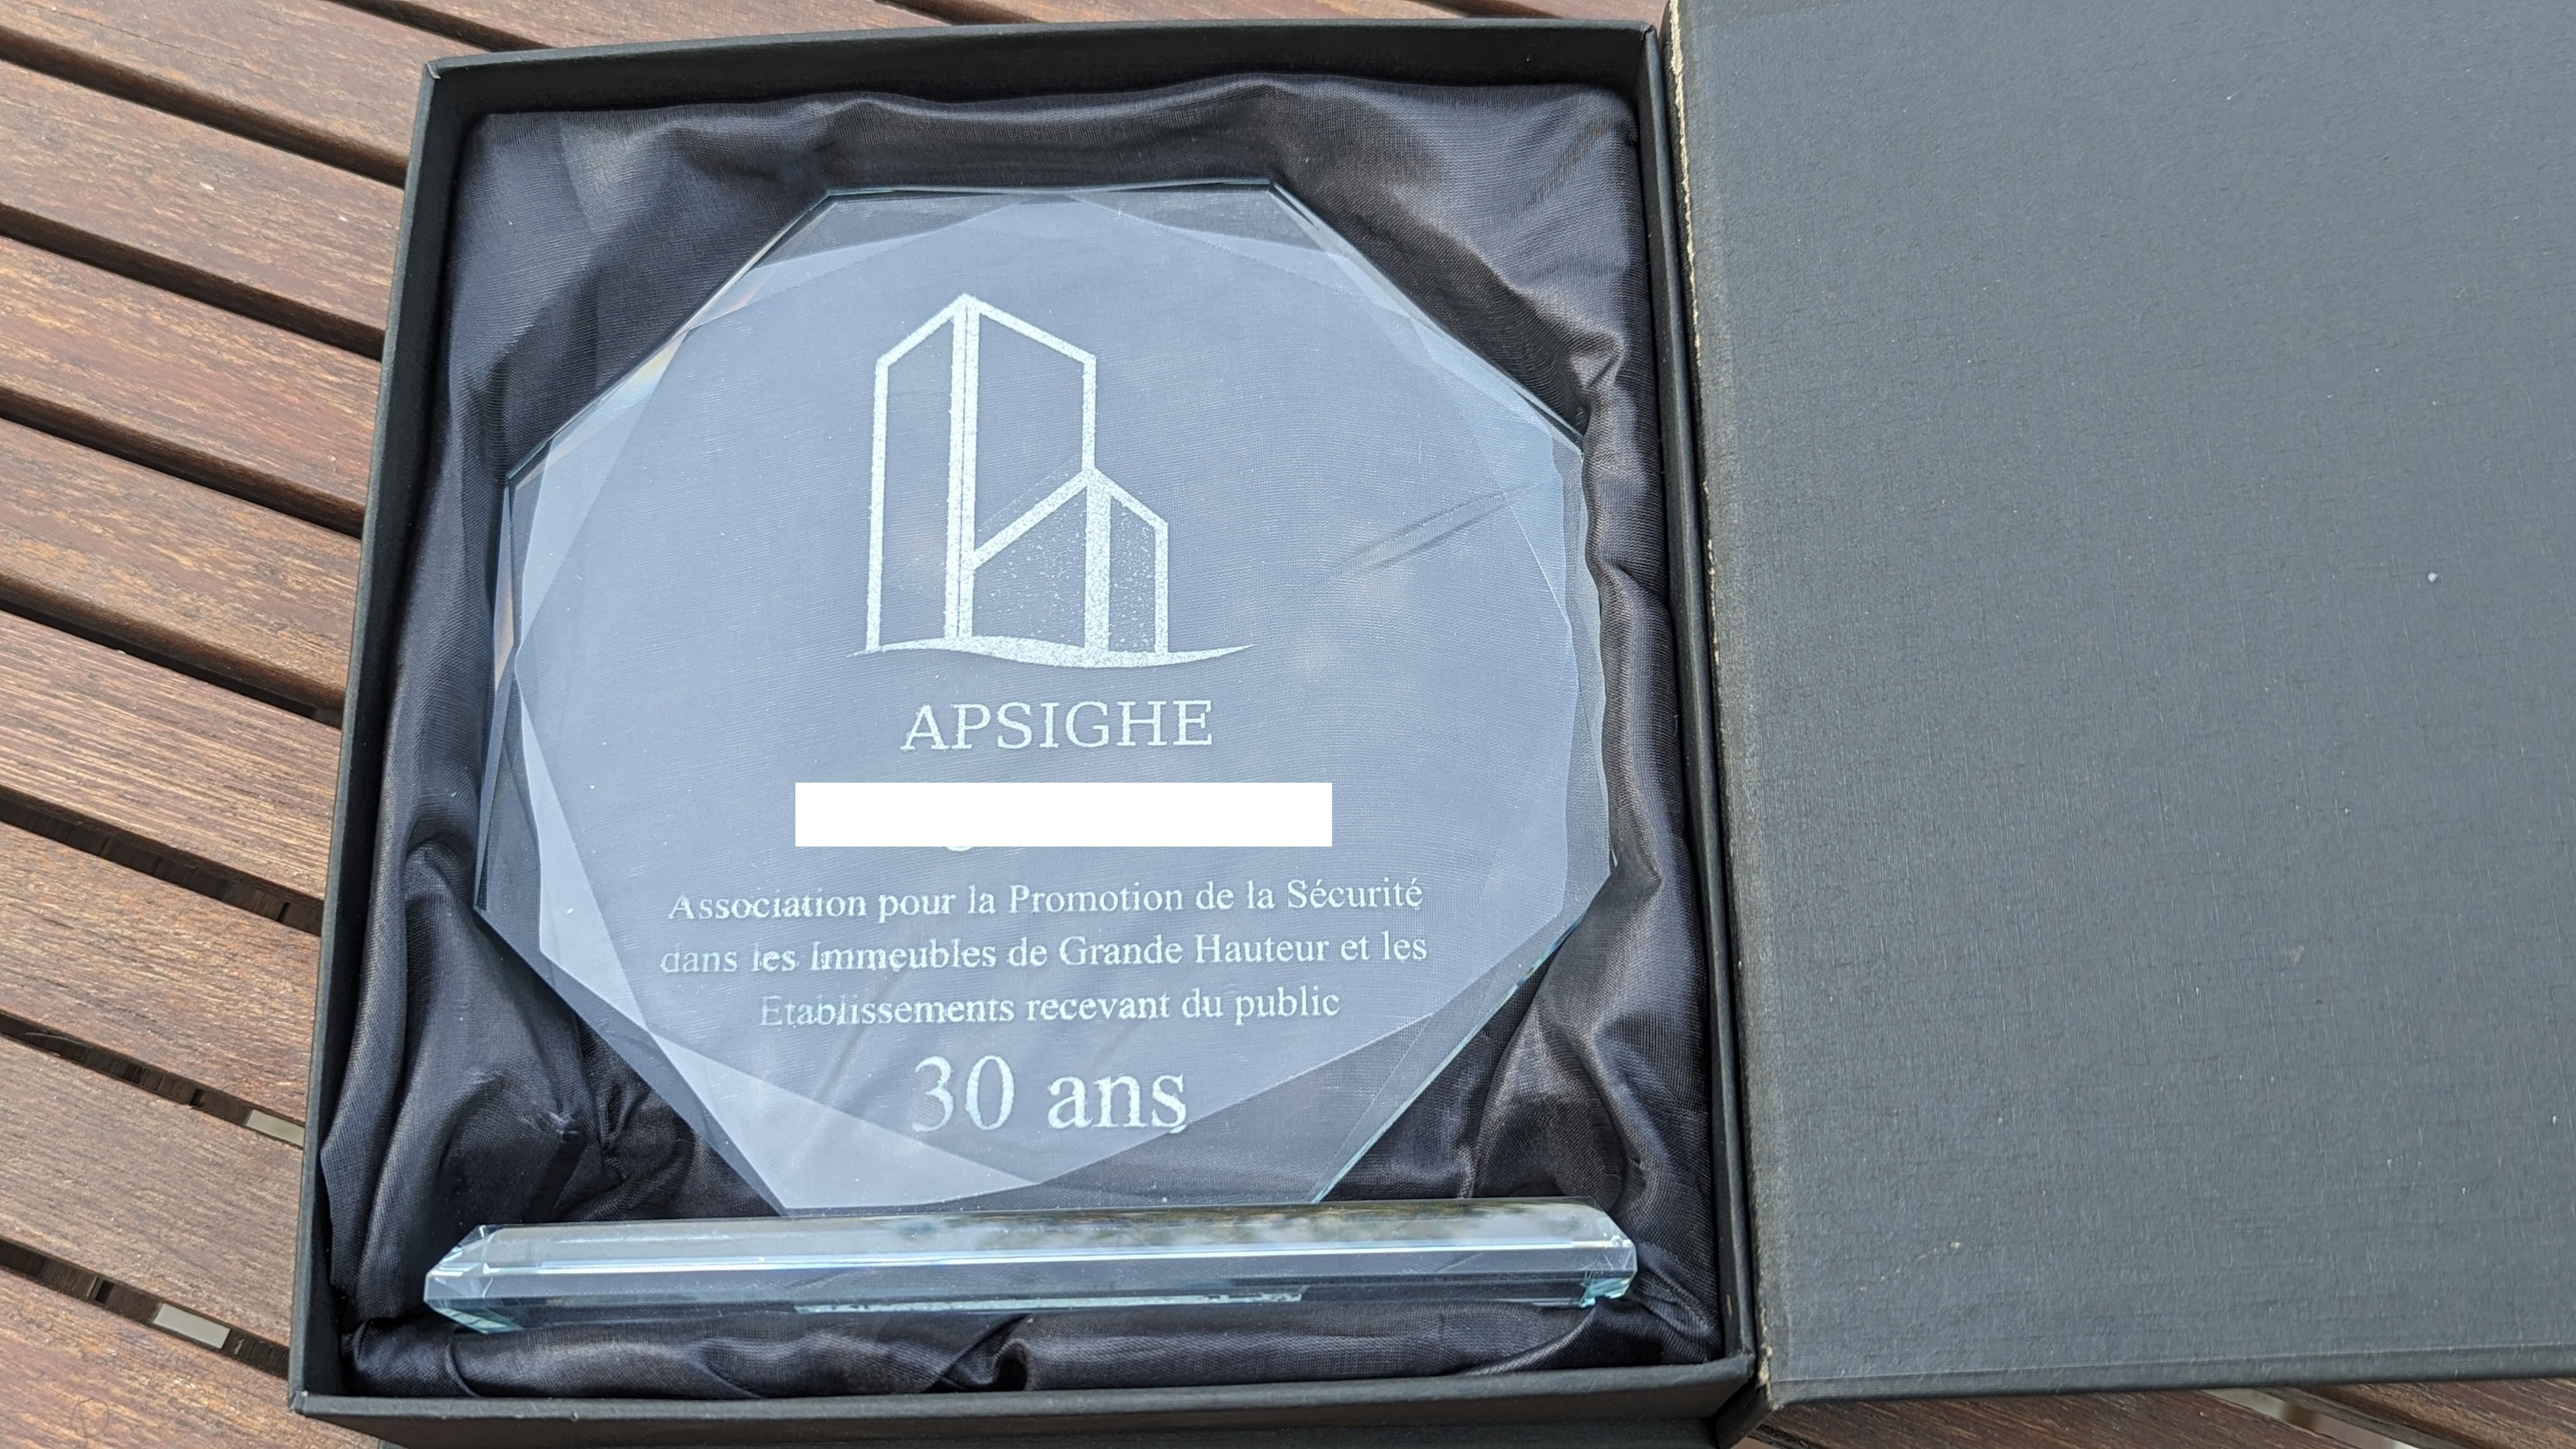 APSIGHE
Association pour la Promotion de la Sécurité
dans les Immeubles de Grande Hauteur et les
Etablissements recevant du public
30 ans